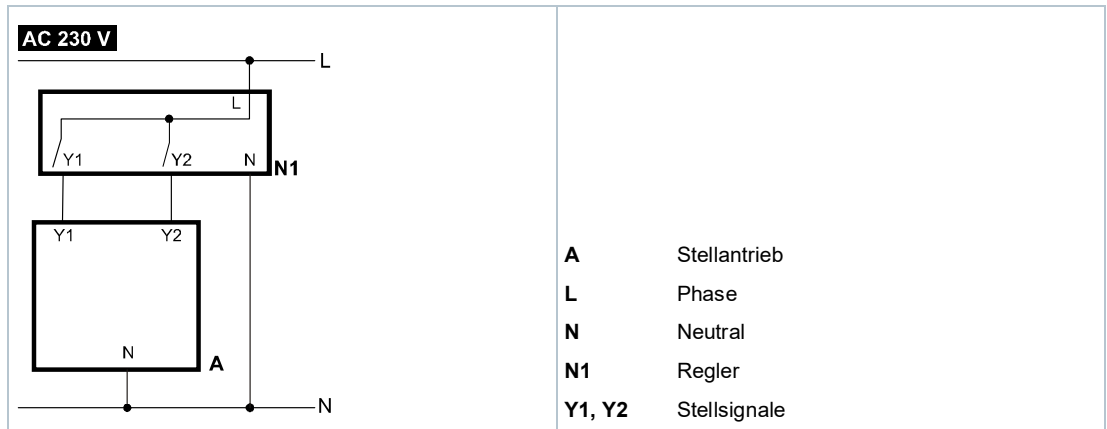 AC 230 V
L
L
Y1 Y2 N
N1
Y1 Y2
N
A
N
A Stellantrieb
L Phase
N Neutral
N1 Regler
Y1, Y2 Stellsignale